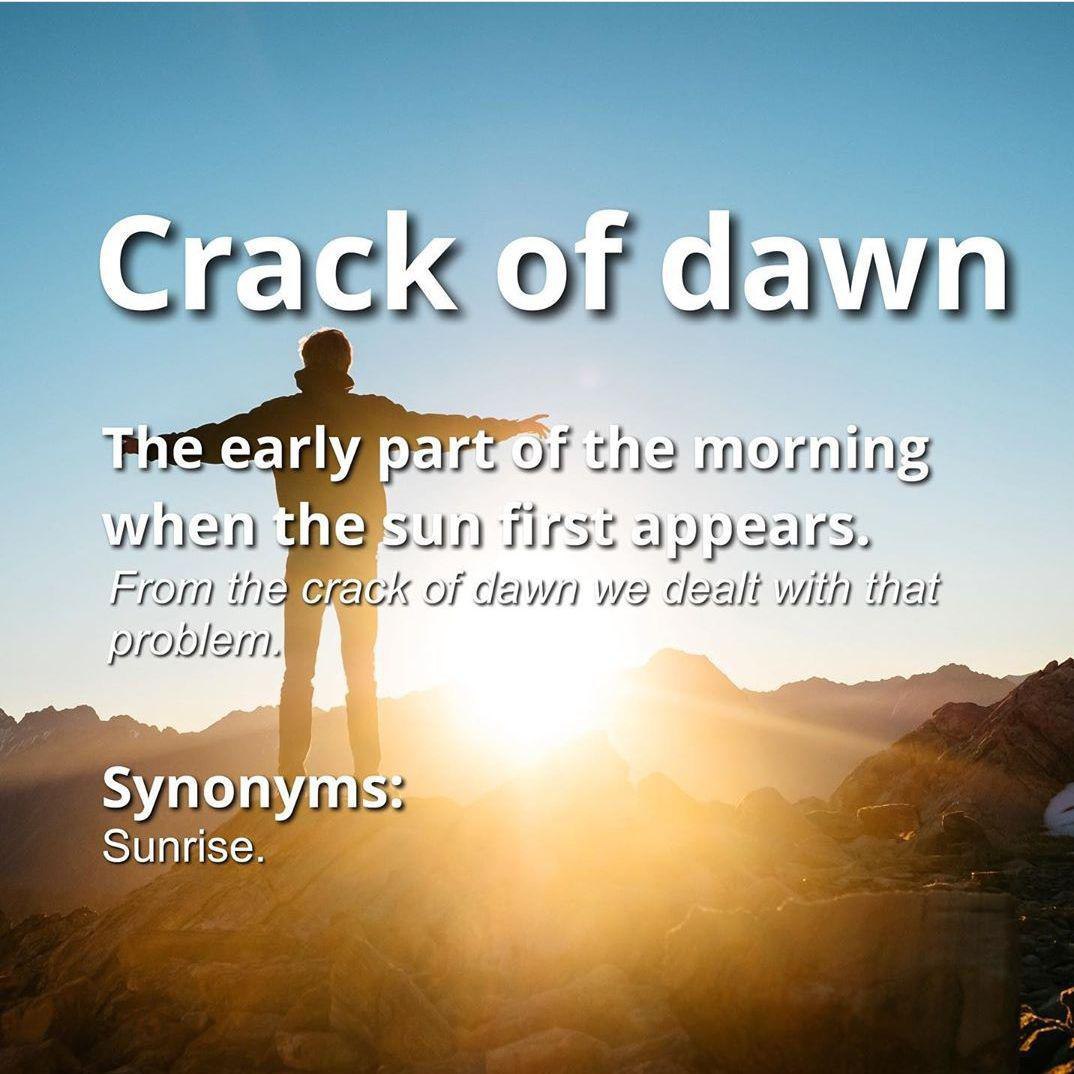 Crack of dawn
The early part of the morning
when the sun first appears.
From the crack of dawn we dealt with that
problem.
Synonyms:
Sunrise.